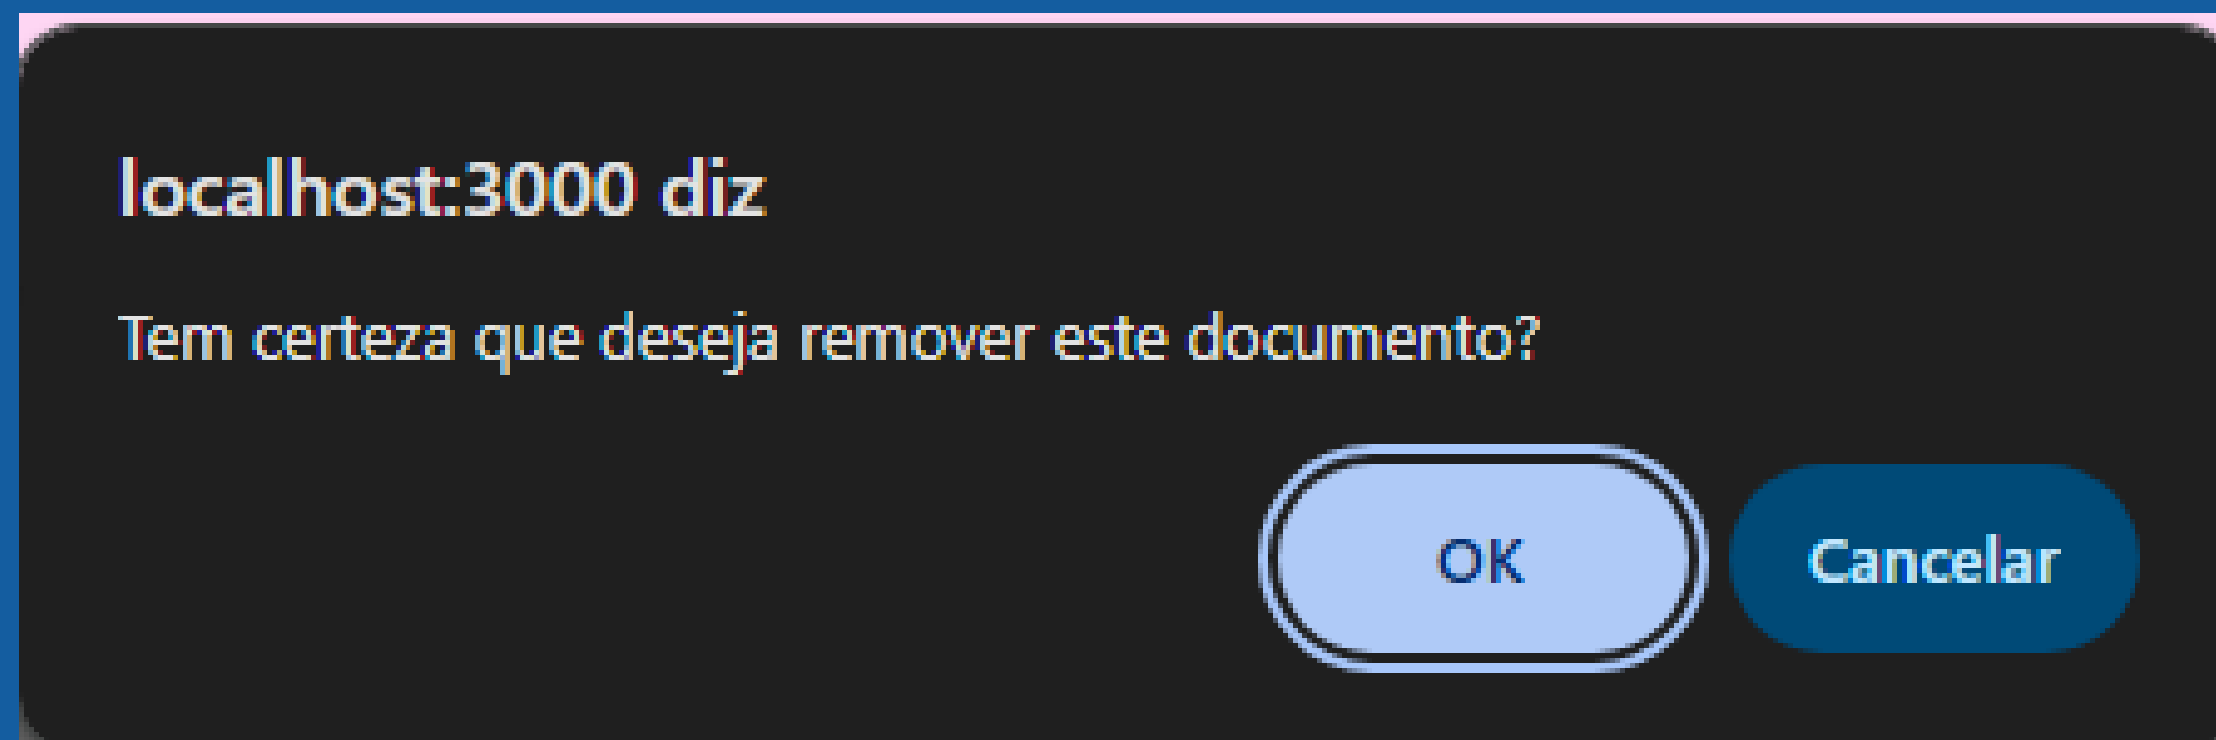 localhost:3000 diz
Tem certeza que deseja remover este documento?
OK
Cancelar